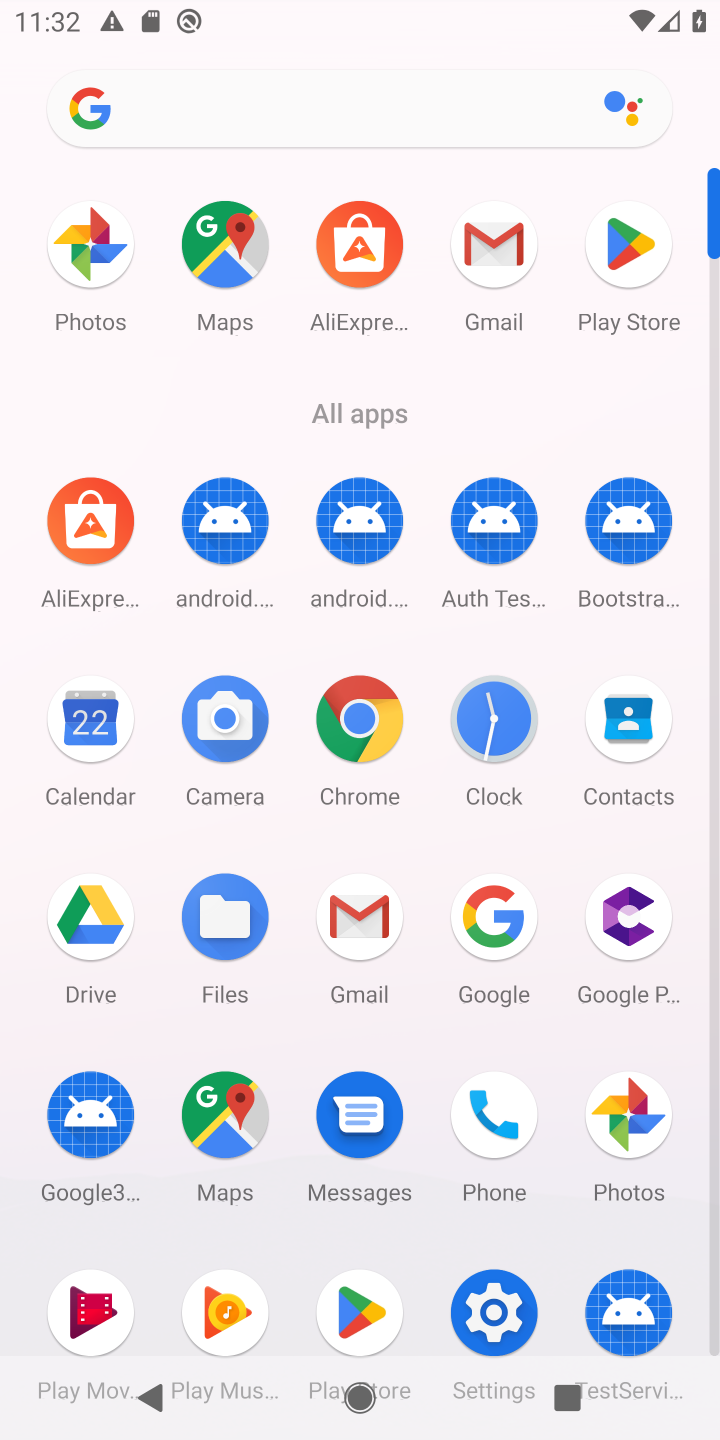 11:32
Photos Maps AliExpre... Gmail Play Store
All apps
AliExpre... android.... android.... Auth Tes... Bootstra...
22
Calendar Camera Chrome Clock Contacts
Drive Files Gmail Google Google P...
Google3... Maps Messages Phone Photos
Play Mov... Play Mus... Play Store Settings TestServi...